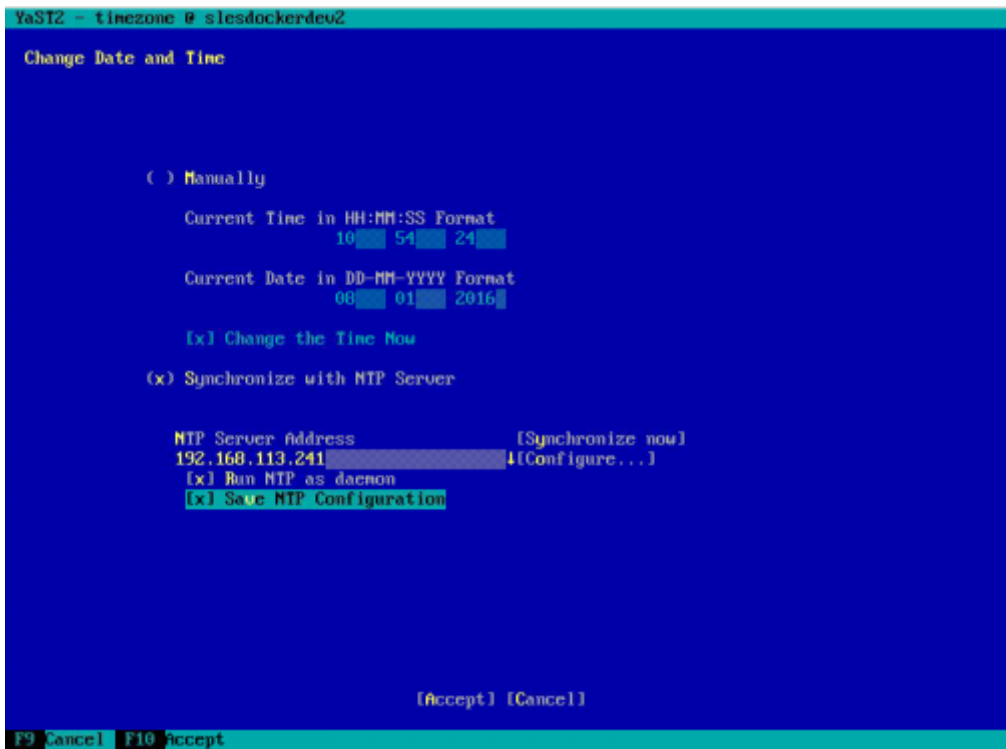 YaST2 - timezone @ slesdockerdev2
Change Date and Time
( ) Manually
Current Time in HH:MM:SS Format
10 54 24
Current Date in DD-MM-YYYY Format
08 01 2016
[x] Change the Time Now
(x) Synchronize with NTP Server
NTP Server Address [Synchronize now]
192.168.113.241 ↓[Configure...]
[x] Run NTP as daemon
[x] Save NTP Configuration
[Accept] [Cancel]
F9 Cancel F10 Accept